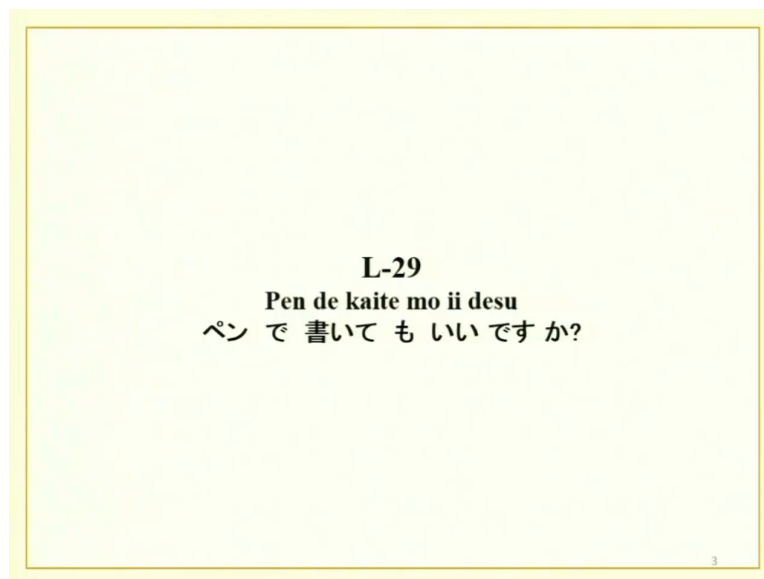 L-29
Pen de kaite mo ii desu
ペン で 書いて も いい です か?
3